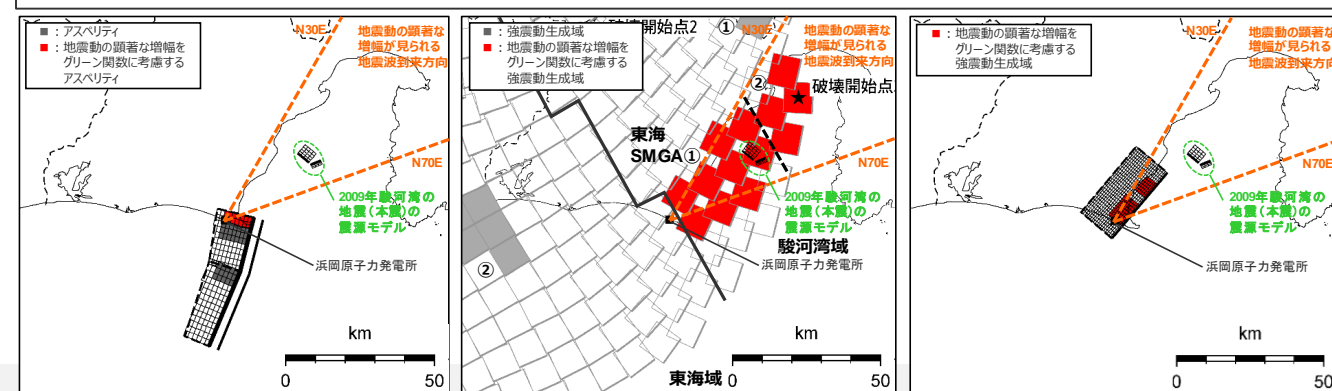 ■：アスペリティ
■：地震動の顕著な増幅を
グリーン関数に考慮する
アスペリティ
N30E
地震動の顕著な
増幅が見られる
地震波到来方向
N70E
2009年駿河湾の
地震（本震）の
震源モデル
浜岡原子力発電所
km
0
50
■：強震動生成域
■：地震動の顕著な増幅を
グリーン関数に考慮する
強震動生成域
破壊開始点2
①
N30E
地震動の顕著な
増幅が見られる
地震波到来方向
②
破壊開始点
東海
SMGA①
N70E
2009年駿河湾の
地震（本震）の
震源モデル
駿河湾域
浜岡原子力発電所
②
km
東海域
0
50
■：地震動の顕著な増幅を
グリーン関数に考慮する
強震動生成域
N30E
地震動の顕著な
増幅が見られる
地震波到来方向
N70E
2009年駿河湾の
地震（本震）の
震源モデル
浜岡原子力発電所
km
0
50